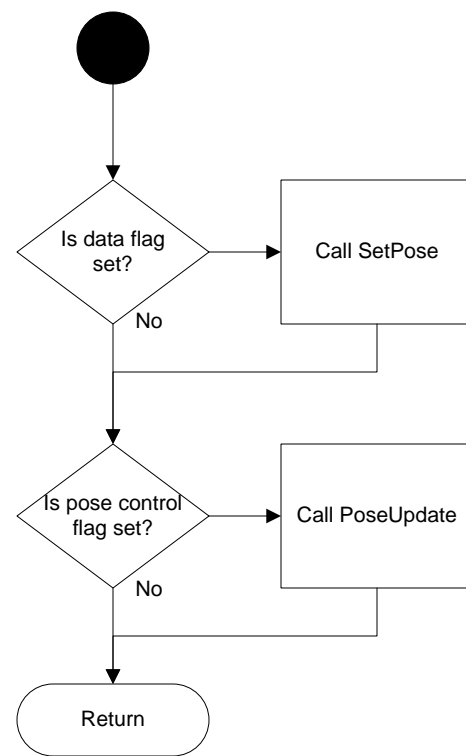 Is data flag
set?
Call SetPose
No
Is pose control
flag set?
Call PoseUpdate
No
Return